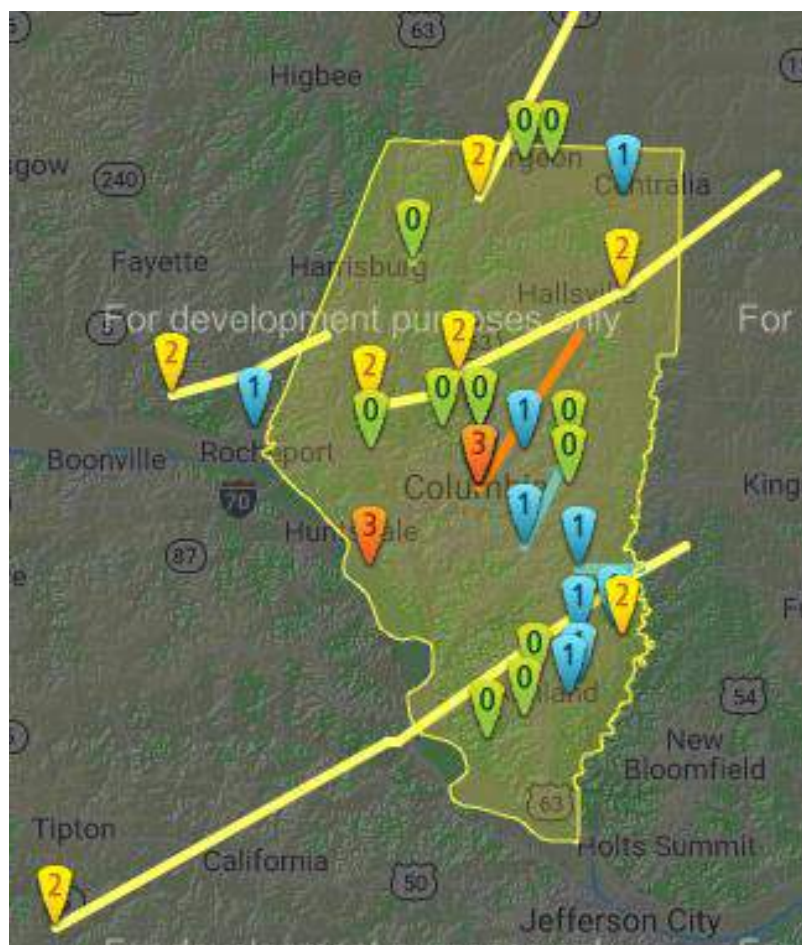 63
Higbee
0
0
2
1
Centralia
240
0
Fayette
Harrisburg
2
Hallsville
For development purposes only
For
2
2
2
1
0
0
0
1
0
Boonville
Rocheport
3
0
Columbia
70
1
1
Huntsdale
3
87
1
2
0
1
0
0
54
New
Bloomfield
63
Tipton
Holts Summit
California
2
50
Jefferson City